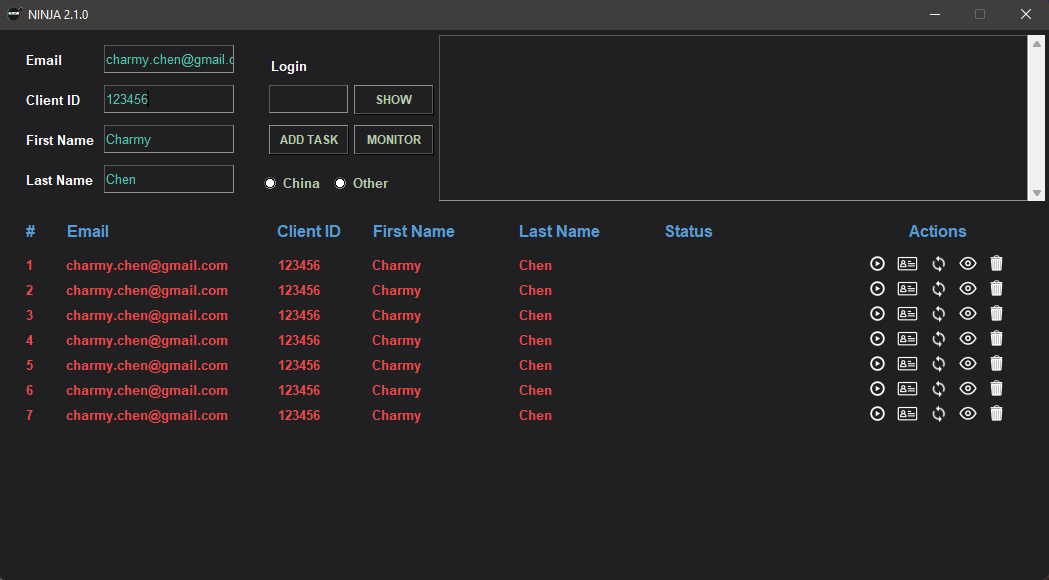 NINJA 2.1.0
Email charmy.chen@gmail.c
Login
Client ID 123456 SHOW
First Name Charmy ADD TASK MONITOR
Last Name Chen China Other
# Email Client ID First Name Last Name Status Actions
1 charmy.chen@gmail.com 123456 Charmy Chen
2 charmy.chen@gmail.com 123456 Charmy Chen
3 charmy.chen@gmail.com 123456 Charmy Chen
4 charmy.chen@gmail.com 123456 Charmy Chen
5 charmy.chen@gmail.com 123456 Charmy Chen
6 charmy.chen@gmail.com 123456 Charmy Chen
7 charmy.chen@gmail.com 123456 Charmy Chen